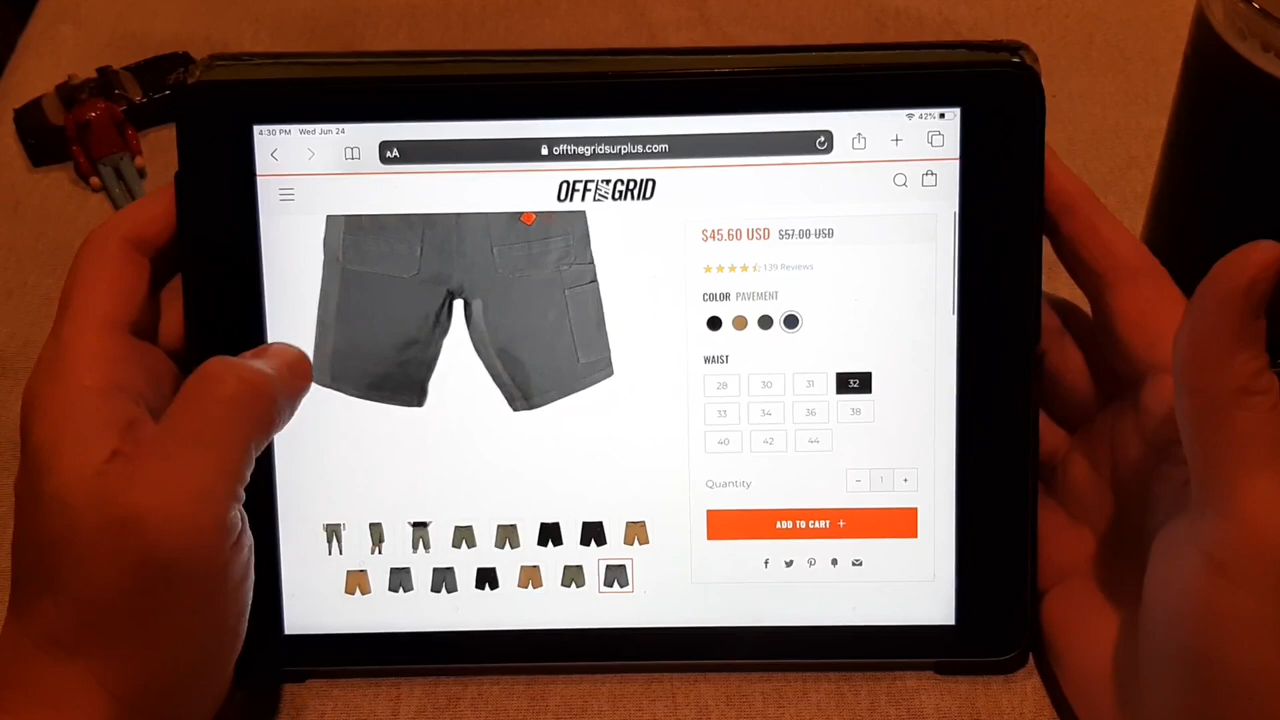 4:30 PM Wed Jun 24
42%
AA
offthegridsurplus.com
OFF GRID
$45.60 USD $57.00 USD
139 Reviews
COLOR PAVEMENT
WAIST
28 30 31 32
33 34 36 38
40 42 44
Quantity
− 1 +
ADD TO CART +